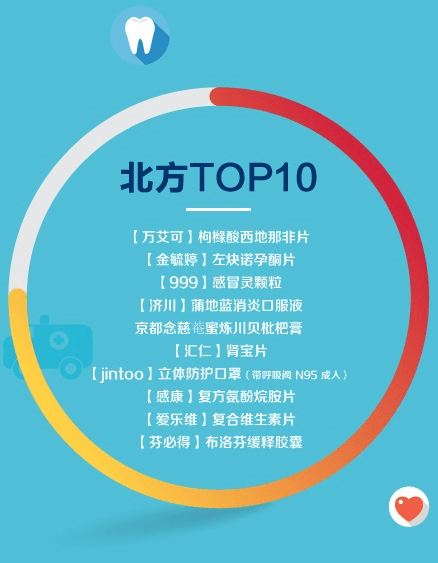 北方TOP10
【万艾可】枸橼酸西地那非片
【金毓婷】左炔诺孕酮片
【999】感冒灵颗粒
【济川】蒲地蓝消炎口服液
京都念慈菴蜜炼川贝枇杷膏
【汇仁】肾宝片
【jintoo】立体防护口罩（带呼吸阀 N95 成人）
【感康】复方氨酚烷胺片
【爱乐维】复合维生素片
【芬必得】布洛芬缓释胶囊